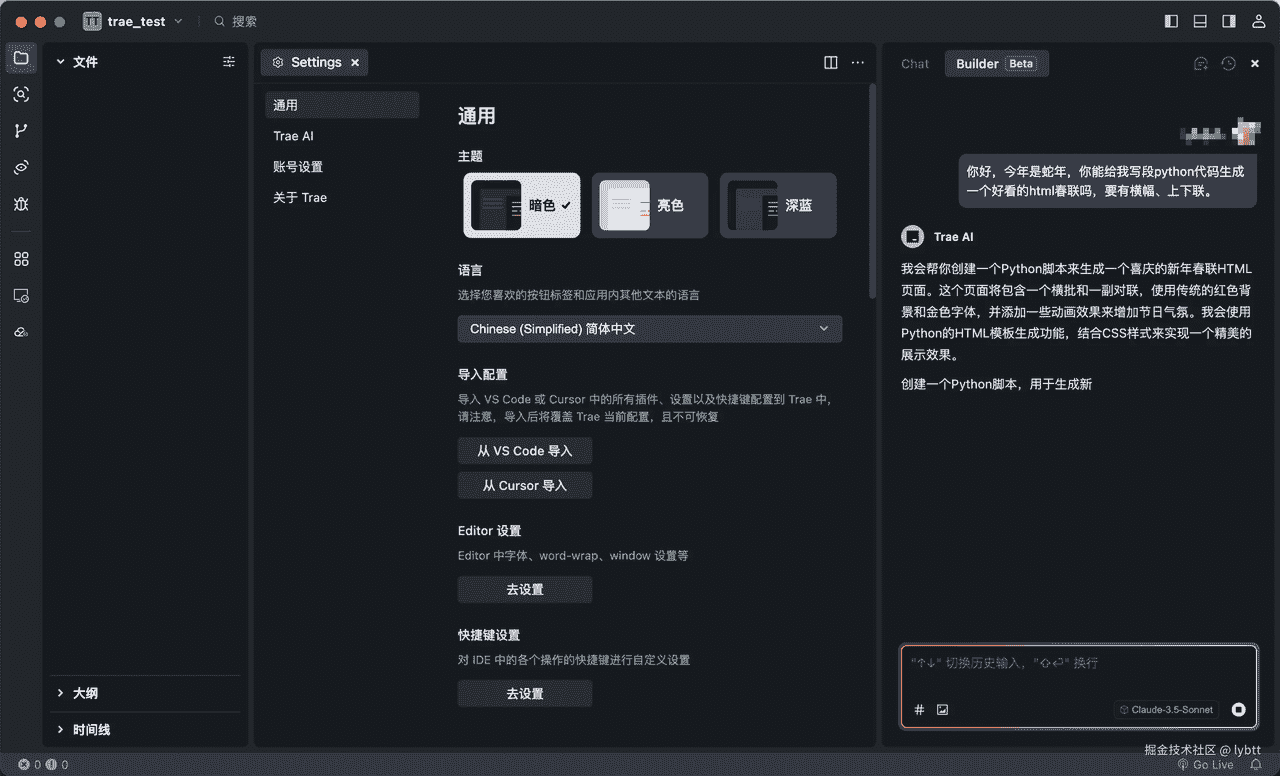 trae_test
搜索
文件
大纲
时间线
Settings
通用
Trae AI
账号设置
关于 Trae
通用
主题
暗色
亮色
深蓝
语言
选择您喜欢的按钮标签和应用内其他文本的语言
Chinese (Simplified) 简体中文
导入配置
导入 VS Code 或 Cursor 中的所有插件、设置以及快捷键配置到 Trae 中，
请注意，导入后将覆盖 Trae 当前配置，且不可恢复
从 VS Code 导入
从 Cursor 导入
Editor 设置
Editor 中字体、word-wrap、window 设置等
去设置
快捷键设置
对 IDE 中的各个操作的快捷键进行自定义设置
去设置
Chat
Builder Beta
你好，今年是蛇年，你能给我写段python代码生成
一个好看的html春联吗，要有横幅、上下联。
Trae AI
我会帮你创建一个Python脚本来生成一个喜庆的新年春联HTML
页面。这个页面将包含一个横批和一副对联，使用传统的红色背
景和金色字体，并添加一些动画效果来增加节日气氛。我会使用
Python的HTML模板生成功能，结合CSS样式来实现一个精美的
展示效果。
创建一个Python脚本，用于生成新
"↑↓" 切换历史输入，"⇧⏎" 换行
# Claude-3.5-Sonnet
掘金技术社区 @ lybtt
0 0
Go Live